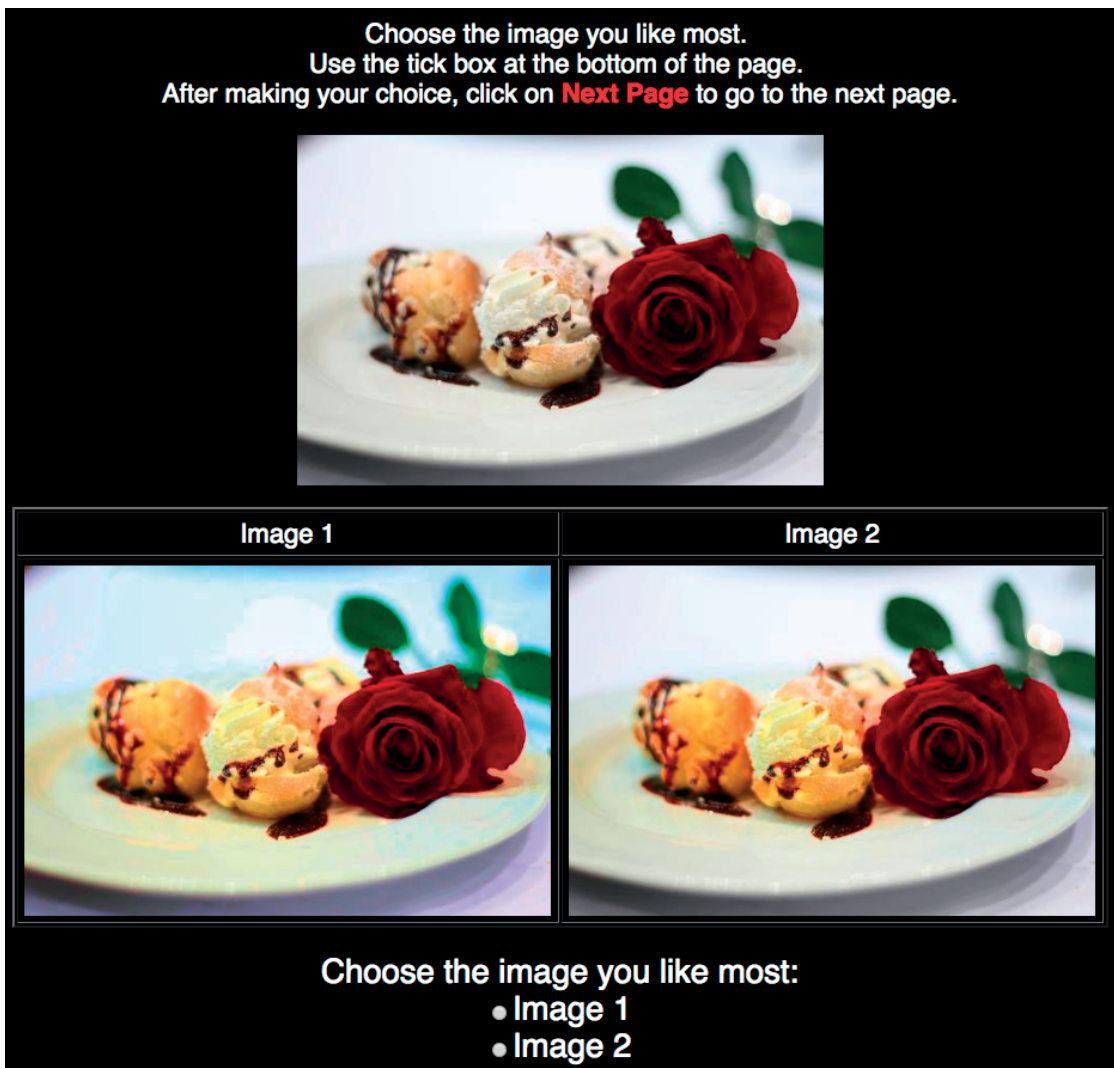 Choose the image you like most.
Use the tick box at the bottom of the page.
After making your choice, click on Next Page to go to the next page.
Image 1
Image 2
Choose the image you like most:
Image 1
Image 2